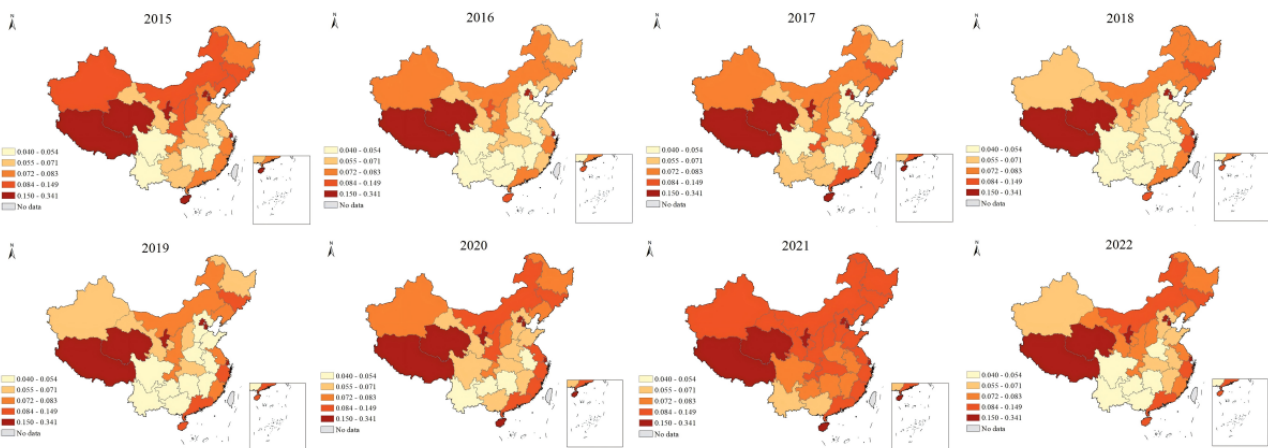 N
2015
0.040 - 0.054
0.055 - 0.071
0.072 - 0.083
0.084 - 0.149
0.150 - 0.341
No data
N
2016
0.040 - 0.054
0.055 - 0.071
0.072 - 0.083
0.084 - 0.149
0.150 - 0.341
No data
N
2017
0.040 - 0.054
0.055 - 0.071
0.072 - 0.083
0.084 - 0.149
0.150 - 0.341
No data
N
2018
0.040 - 0.054
0.055 - 0.071
0.072 - 0.083
0.084 - 0.149
0.150 - 0.341
No data
N
2019
0.040 - 0.054
0.055 - 0.071
0.072 - 0.083
0.084 - 0.149
0.150 - 0.341
No data
N
2020
0.040 - 0.054
0.055 - 0.071
0.072 - 0.083
0.084 - 0.149
0.150 - 0.341
No data
N
2021
0.040 - 0.054
0.055 - 0.071
0.072 - 0.083
0.084 - 0.149
0.150 - 0.341
No data
N
2022
0.040 - 0.054
0.055 - 0.071
0.072 - 0.083
0.084 - 0.149
0.150 - 0.341
No data